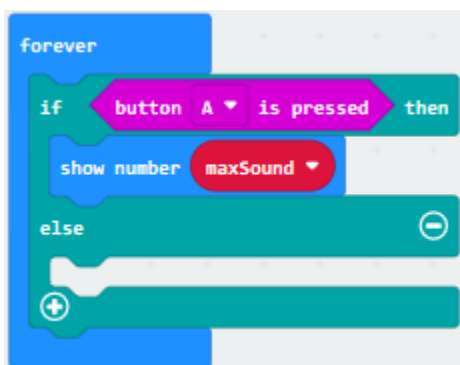 forever
if button A is pressed then
show number maxSound
else